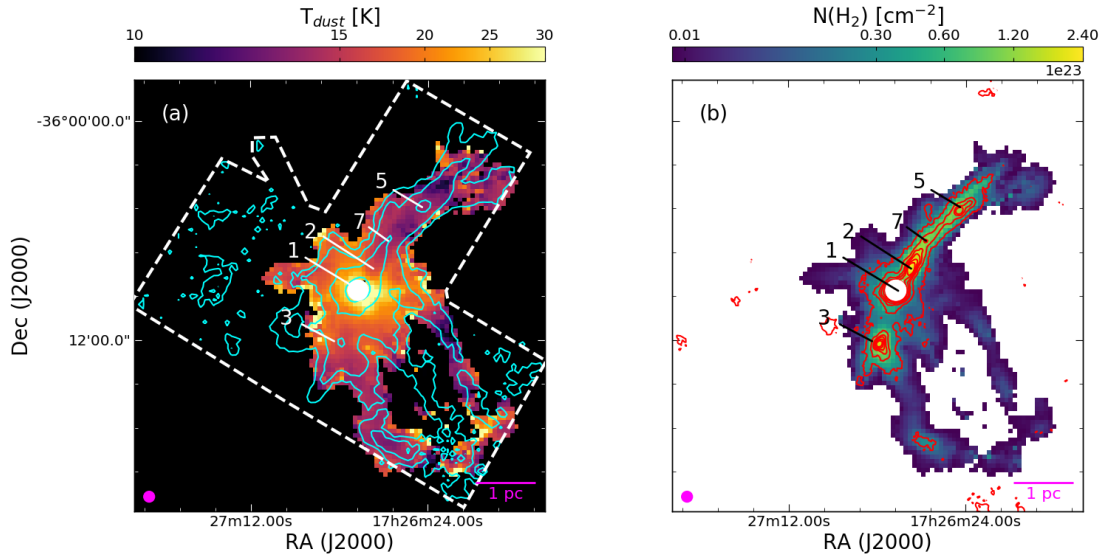 T_dust [K]
10 15 20 25 30
(a)
-36°00'00.0"
5
7
2
1
3
12'00.0"
Dec (J2000)
1 pc
27m12.00s 17h26m24.00s
RA (J2000)
N(H₂) [cm⁻²]
0.01 0.30 0.60 1.20 2.40
1e23
(b)
5
7
2
1
3
1 pc
27m12.00s 17h26m24.00s
RA (J2000)